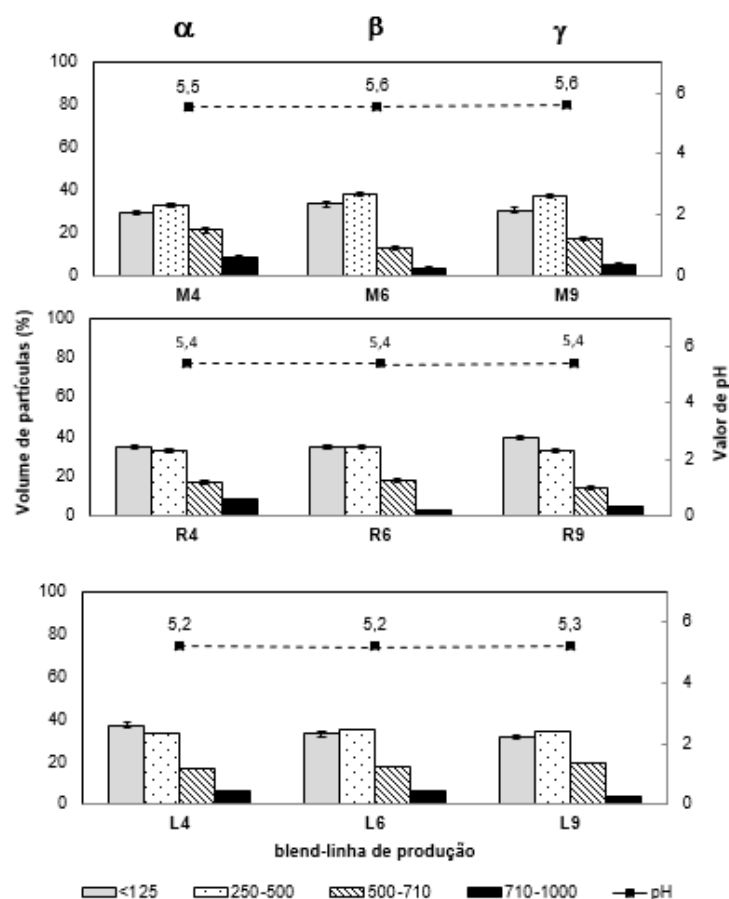 α β γ
100 80 60 40 20 0
5,5 5,6 5,6
6 4 2 0
M4 M6 M9
100 80 60 40 20 0
5,4 5,4 5,4
6 4 2 0
R4 R6 R9
Volume de partículas (%)
Valor de pH
100 80 60 40 20 0
5,2 5,2 5,3
6 4 2 0
L4 L6 L9
blend-linha de produção
<125 250-500 500-710 710-1000 pH